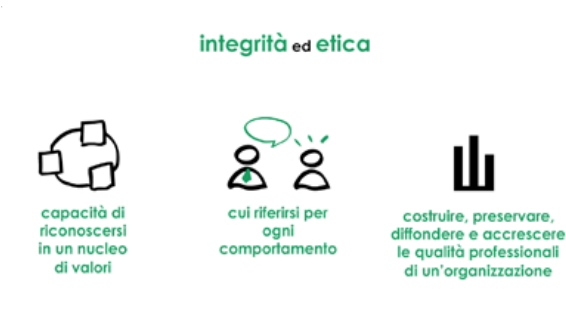 integrità ed etica
capacità di
riconoscersi
in un nucleo
di valori
cui riferirsi per
ogni
comportamento
costruire, preservare,
diffondere e accrescere
le qualità professionali
di un'organizzazione